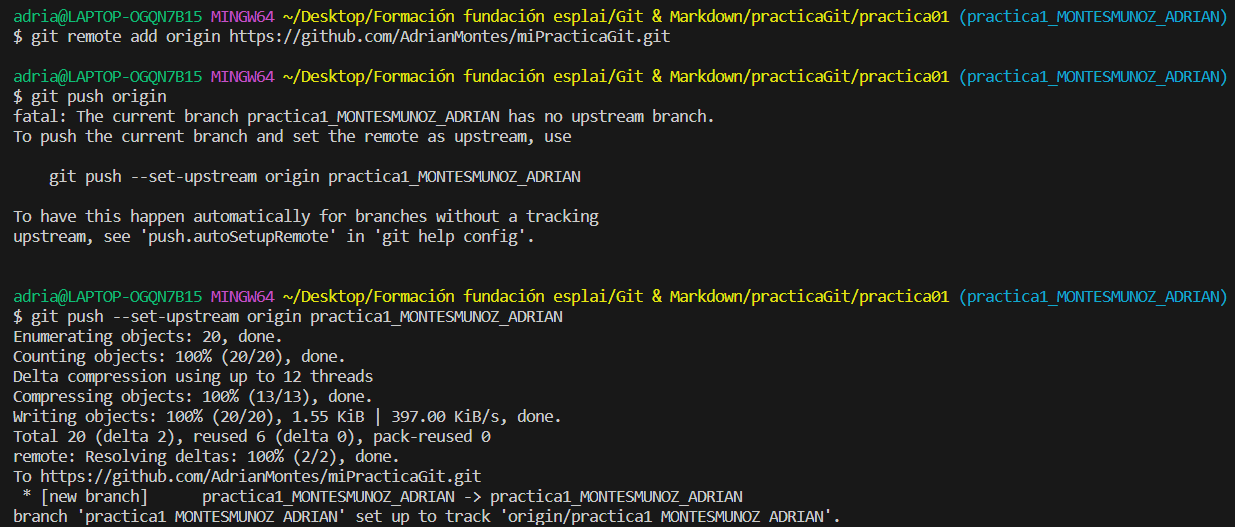 adria@LAPTOP-OGQN7B15 MINGW64 ~/Desktop/Formación fundación esplai/Git & Markdown/practicaGit/practica01 (practica1_MONTESMUNOZ_ADRIAN)
$ git remote add origin https://github.com/AdrianMontes/miPracticaGit.git
adria@LAPTOP-OGQN7B15 MINGW64 ~/Desktop/Formación fundación esplai/Git & Markdown/practicaGit/practica01 (practica1_MONTESMUNOZ_ADRIAN)
$ git push origin
fatal: The current branch practica1_MONTESMUNOZ_ADRIAN has no upstream branch.
To push the current branch and set the remote as upstream, use
    git push --set-upstream origin practica1_MONTESMUNOZ_ADRIAN
To have this happen automatically for branches without a tracking
upstream, see 'push.autoSetupRemote' in 'git help config'.
adria@LAPTOP-OGQN7B15 MINGW64 ~/Desktop/Formación fundación esplai/Git & Markdown/practicaGit/practica01 (practica1_MONTESMUNOZ_ADRIAN)
$ git push --set-upstream origin practica1_MONTESMUNOZ_ADRIAN
Enumerating objects: 20, done.
Counting objects: 100% (20/20), done.
Delta compression using up to 12 threads
Compressing objects: 100% (13/13), done.
Writing objects: 100% (20/20), 1.55 KiB | 397.00 KiB/s, done.
Total 20 (delta 2), reused 6 (delta 0), pack-reused 0
remote: Resolving deltas: 100% (2/2), done.
To https://github.com/AdrianMontes/miPracticaGit.git
 * [new branch]      practica1_MONTESMUNOZ_ADRIAN -> practica1_MONTESMUNOZ_ADRIAN
branch 'practica1_MONTESMUNOZ_ADRIAN' set up to track 'origin/practica1_MONTESMUNOZ_ADRIAN'.